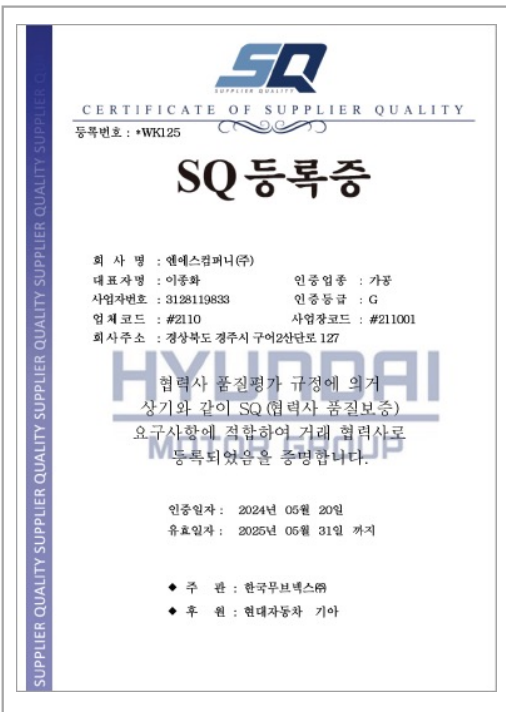 SQ
SUPPLIER QUALITY
CERTIFICATE OF SUPPLIER QUALITY
등록번호 : *WK125
SQ 등록증
회 사 명 : 엔에스컴퍼니(주)
대표자명 : 이종화 인증업종 : 가공
사업자번호 : 3128119833 인증등급 : G
업체코드 : #2110 사업장코드 : #211001
회사주소 : 경상북도 경주시 구어2산단로 127
HYUNDAI
MOTOR GROUP
협력사 품질평가 규정에 의거
상기와 같이 SQ (협력사 품질보증)
요구사항에 적합하여 거래 협력사로
등록되었음을 증명합니다.
인증일자 : 2024년 05월 20일
유효일자 : 2025년 05월 31일 까지
◆ 주 관 : 한국무브넥스㈜
◆ 후 원 : 현대자동차 기아
SUPPLIER QUALITY SUPPLIER QUALITY SUPPLIER QUALITY SUPPLIER QUALITY SUPPLIER Q